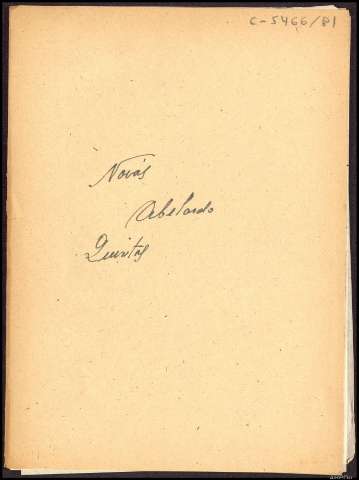 C-5466/81
Novás
Abelardo
Quintas